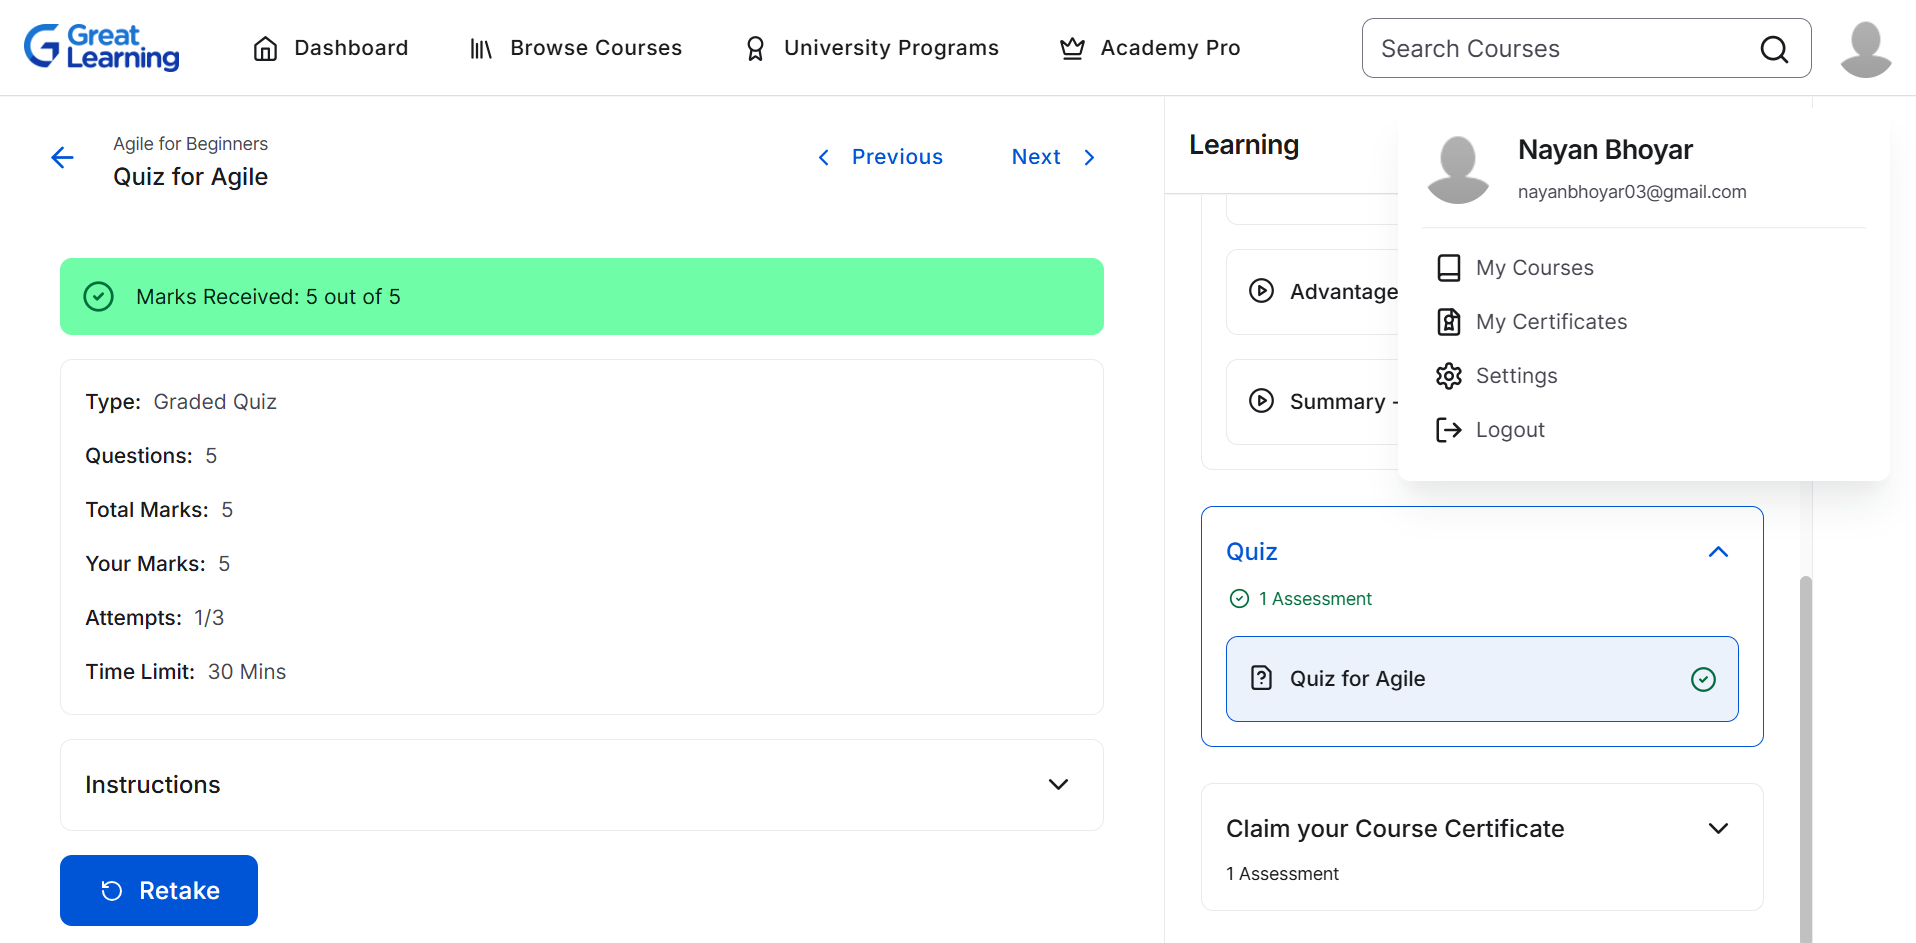 Great Learning
Dashboard
Browse Courses
University Programs
Academy Pro
Search Courses
Agile for Beginners
Quiz for Agile
Previous
Next
Marks Received: 5 out of 5
Type: Graded Quiz
Questions: 5
Total Marks: 5
Your Marks: 5
Attempts: 1/3
Time Limit: 30 Mins
Instructions
Retake
Learning
Advantage
Summary -
Nayan Bhoyar
nayanbhoyar03@gmail.com
My Courses
My Certificates
Settings
Logout
Quiz
1 Assessment
Quiz for Agile
Claim your Course Certificate
1 Assessment